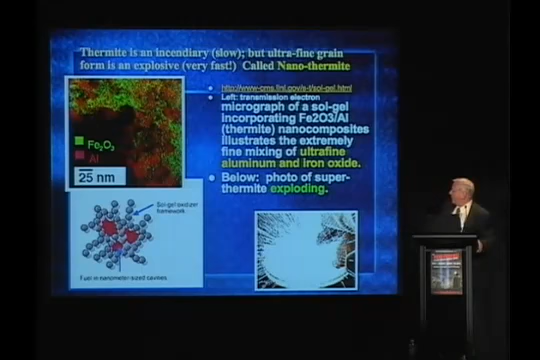 Thermite is an incendiary (slow); but ultra-fine grain
form is an explosive (very fast!) Called Nano-thermite
Left: transmission electron
micrograph of a sol-gel
incorporating Fe2O3/Al
(thermite) nanocomposites
illustrates the extremely
fine mixing of ultrafine
aluminum and iron oxide.
Below: photo of super-
thermite exploding.
Fe₂O₃
Al
25 nm
Sol-gel oxidizer
framework
Fuel in nanometer-sized cavities.